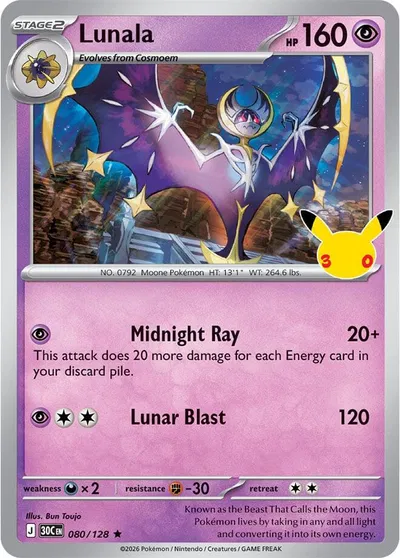 STAGE2
Lunala
HP 160
Evolves from Cosmoem
30
NO. 0792 Moone Pokémon HT: 13'1" WT: 264.6 lbs.
Midnight Ray 20+
This attack does 20 more damage for each Energy card in
your discard pile.
Lunar Blast 120
weakness ×2 resistance -30 retreat
Illus. Bun Toujo
Known as the Beast That Calls the Moon, this
Pokémon lives by taking in any and all light
and converting it into its own energy.
J 30C EN 080/128 ★
©2026 Pokémon / Nintendo / Creatures / GAME FREAK